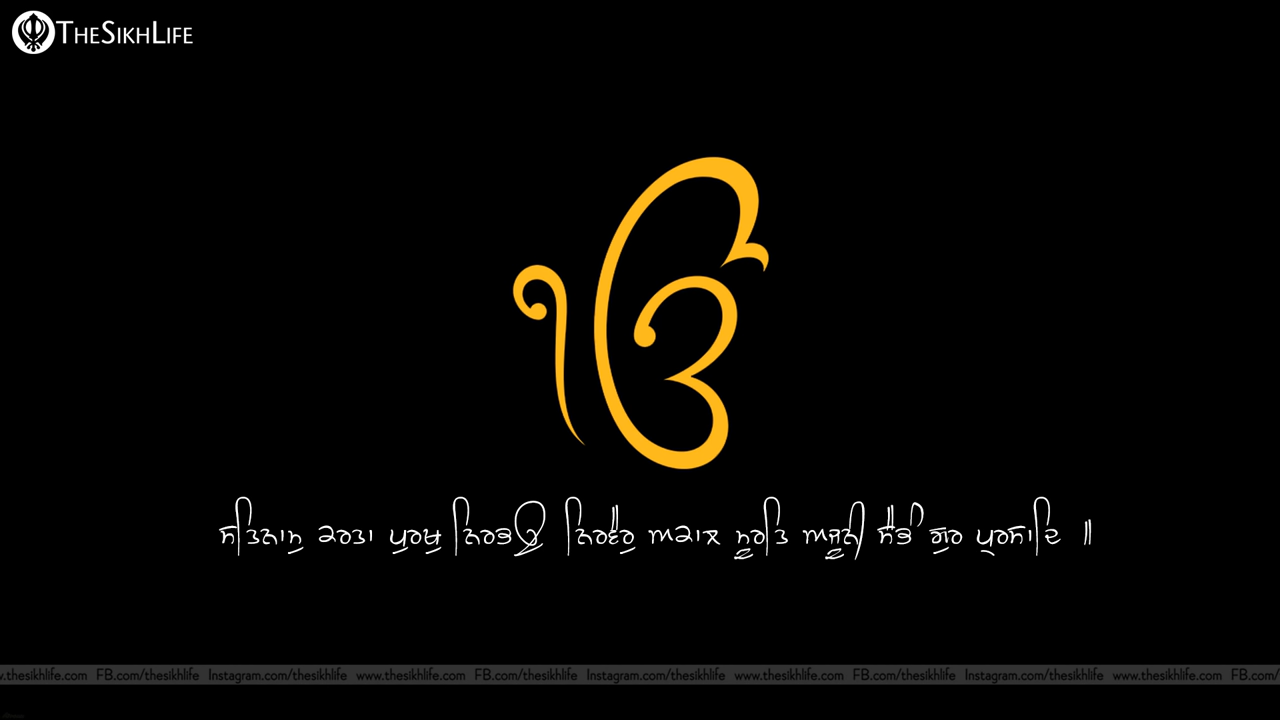 THESIKHLIFE
ੴ
ਸਤਿਨਾਮੁ ਕਰਤਾ ਪੁਰਖੁ ਨਿਰਭਉ ਨਿਰਵੈਰੁ ਅਕਾਲ ਮੂਰਤਿ ਅਜੂਨੀ ਸੈਭੰ ਗੁਰ ਪ੍ਰਸਾਦਿ ॥
.thesikhlife.com FB.com/thesikhlife Instagram.com/thesikhlife www.thesikhlife.com FB.com/thesikhlife Instagram.com/thesikhlife www.thesikhlife.com FB.com/thesikhlife Instagram.com/thesikhlife www.thesikhlife.com FB.com/